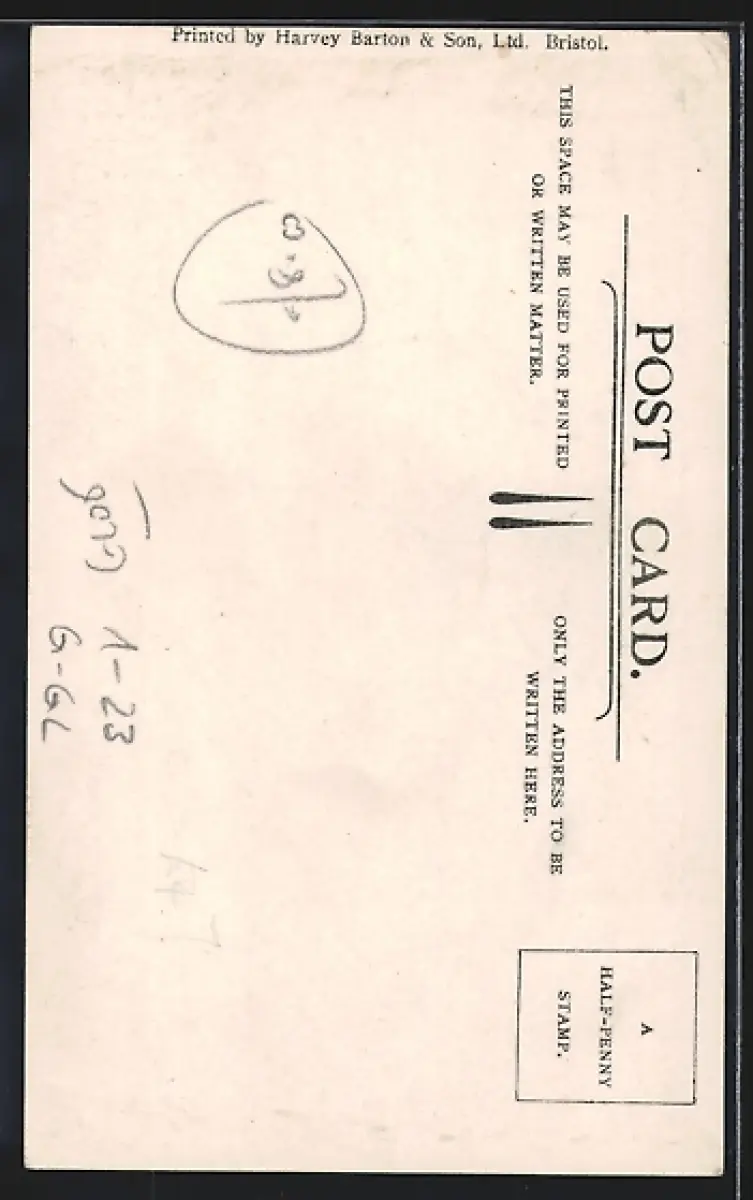 Printed by Harvey Barton & Son, Ltd. Bristol.
POST CARD.
THIS SPACE MAY BE USED FOR PRINTED
OR WRITTEN MATTER.
ONLY THE ADDRESS TO BE
WRITTEN HERE.
A
HALF-PENNY
STAMP.
1-23
G-GL